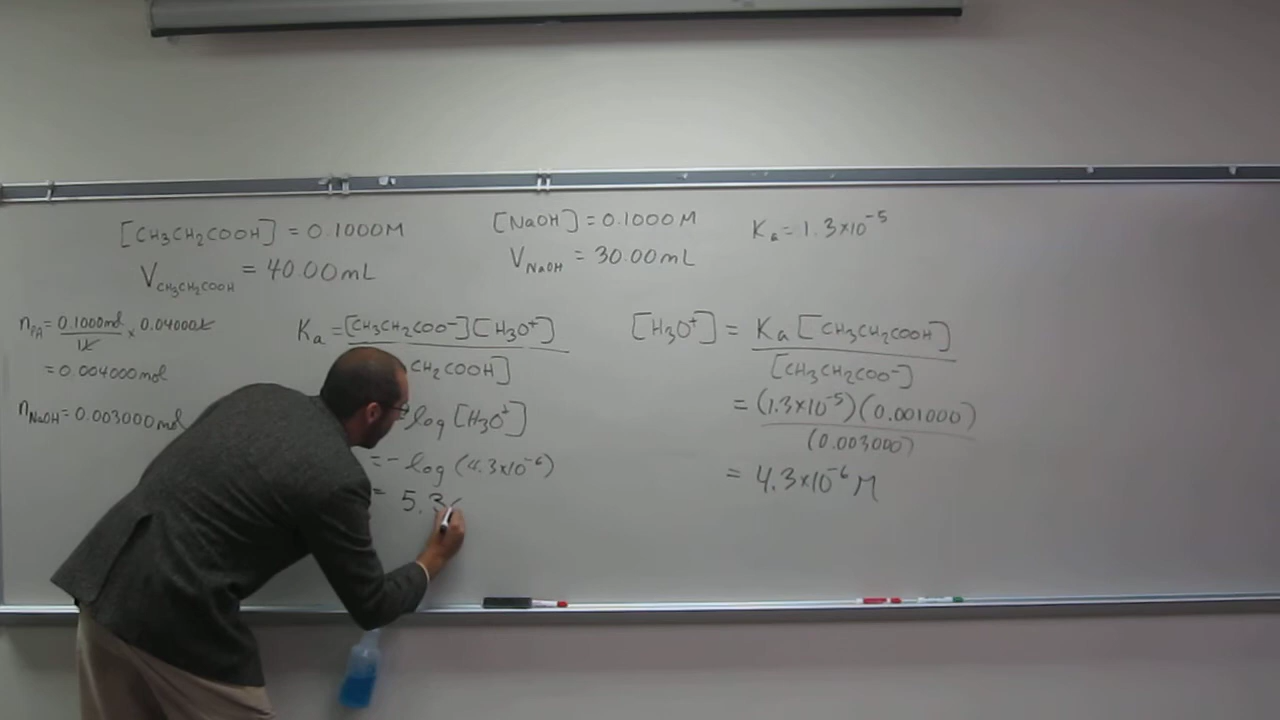 [CH3CH2COOH] = 0.1000M
V CH3CH2COOH = 40.00mL
[NaOH] = 0.1000M
V NaOH = 30.00mL
Ka = 1.3×10⁻⁵
nPA = 0.1000mol / 1L × 0.04000L
= 0.004000mol
nNaOH = 0.003000mol
Ka = [CH3CH2COO⁻][H3O⁺]
CH2COOH]
= -log [H3O⁺]
= -log (4.3×10⁻⁶)
= 5.3
[H3O⁺] = Ka [CH3CH2COOH]
[CH3CH2COO⁻]
= (1.3×10⁻⁵)(0.001000)
(0.003000)
= 4.3×10⁻⁶ M